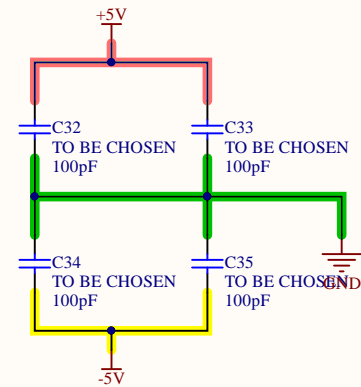 +5V
C32
TO BE CHOSEN
100pF
C33
TO BE CHOSEN
100pF
C34
TO BE CHOSEN
100pF
C35
TO BE CHOSEN
100pF
GND
-5V